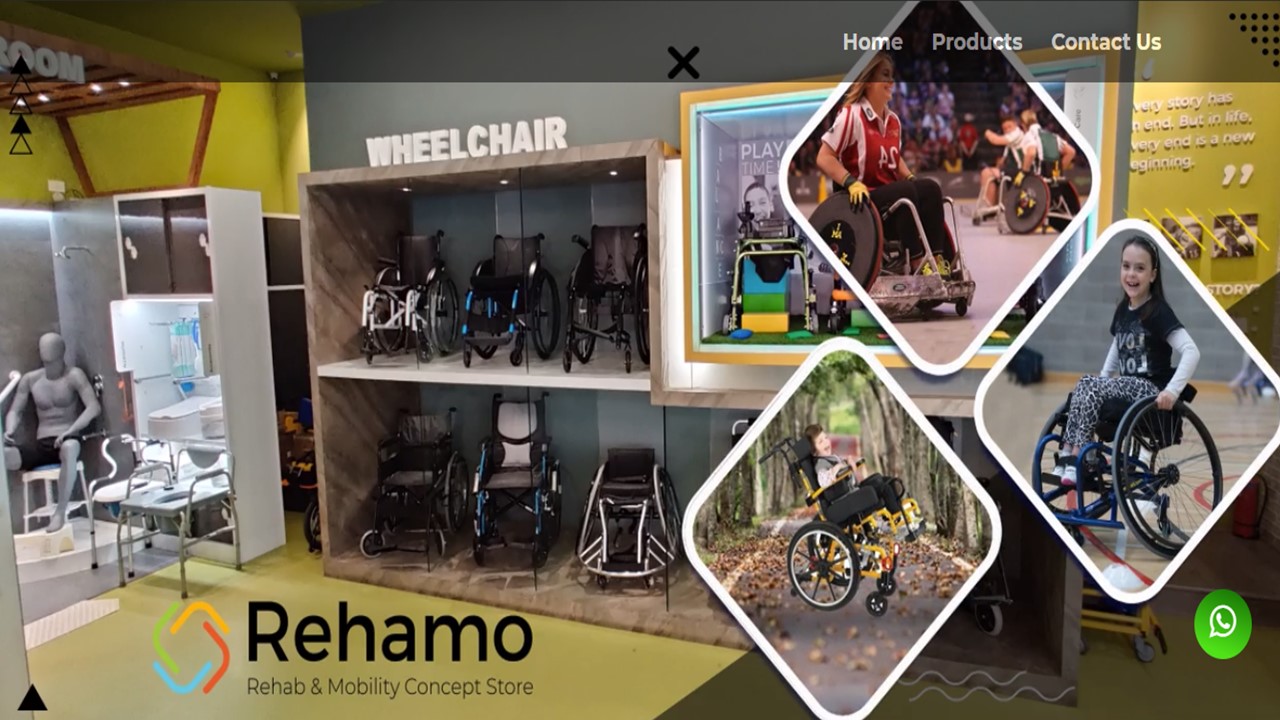 Home Products Contact Us
ROOM
WHEELCHAIR
PLAY
TIME
very story has
end. But in life,
very end is a new
eginning.
”
STORY
Rehamo
Rehab & Mobility Concept Store